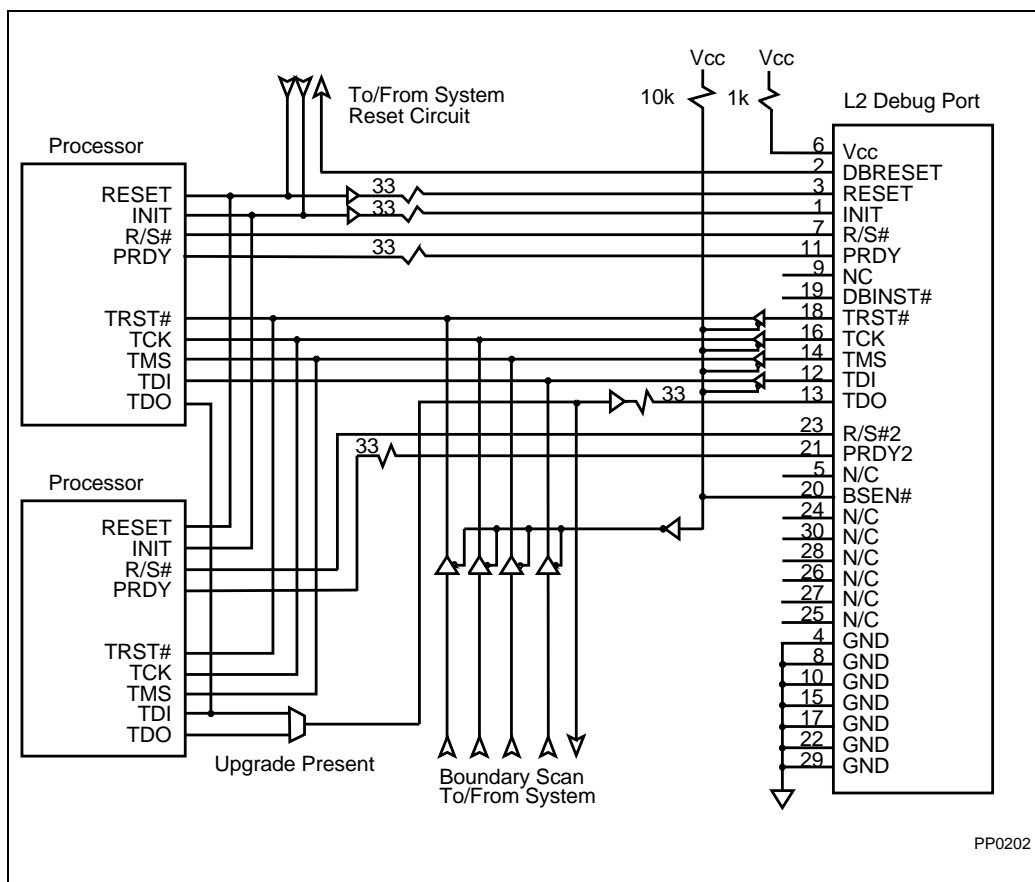 Vcc Vcc
10k 1k
To/From System
Reset Circuit
L2 Debug Port
Processor
RESET
INIT
R/S#
PRDY
TRST#
TCK
TMS
TDI
TDO
33
33
33
33
33
6 Vcc
2 DBRESET
3 RESET
1 INIT
7 R/S#
11 PRDY
9 NC
19 DBINST#
18 TRST#
16 TCK
14 TMS
12 TDI
13 TDO
23 R/S#2
21 PRDY2
5 N/C
20 BSEN#
24 N/C
30 N/C
28 N/C
26 N/C
27 N/C
25 N/C
4 GND
8 GND
10 GND
15 GND
17 GND
22 GND
29 GND
Processor
RESET
INIT
R/S#
PRDY
TRST#
TCK
TMS
TDI
TDO
Upgrade Present
Boundary Scan
To/From System
PP0202